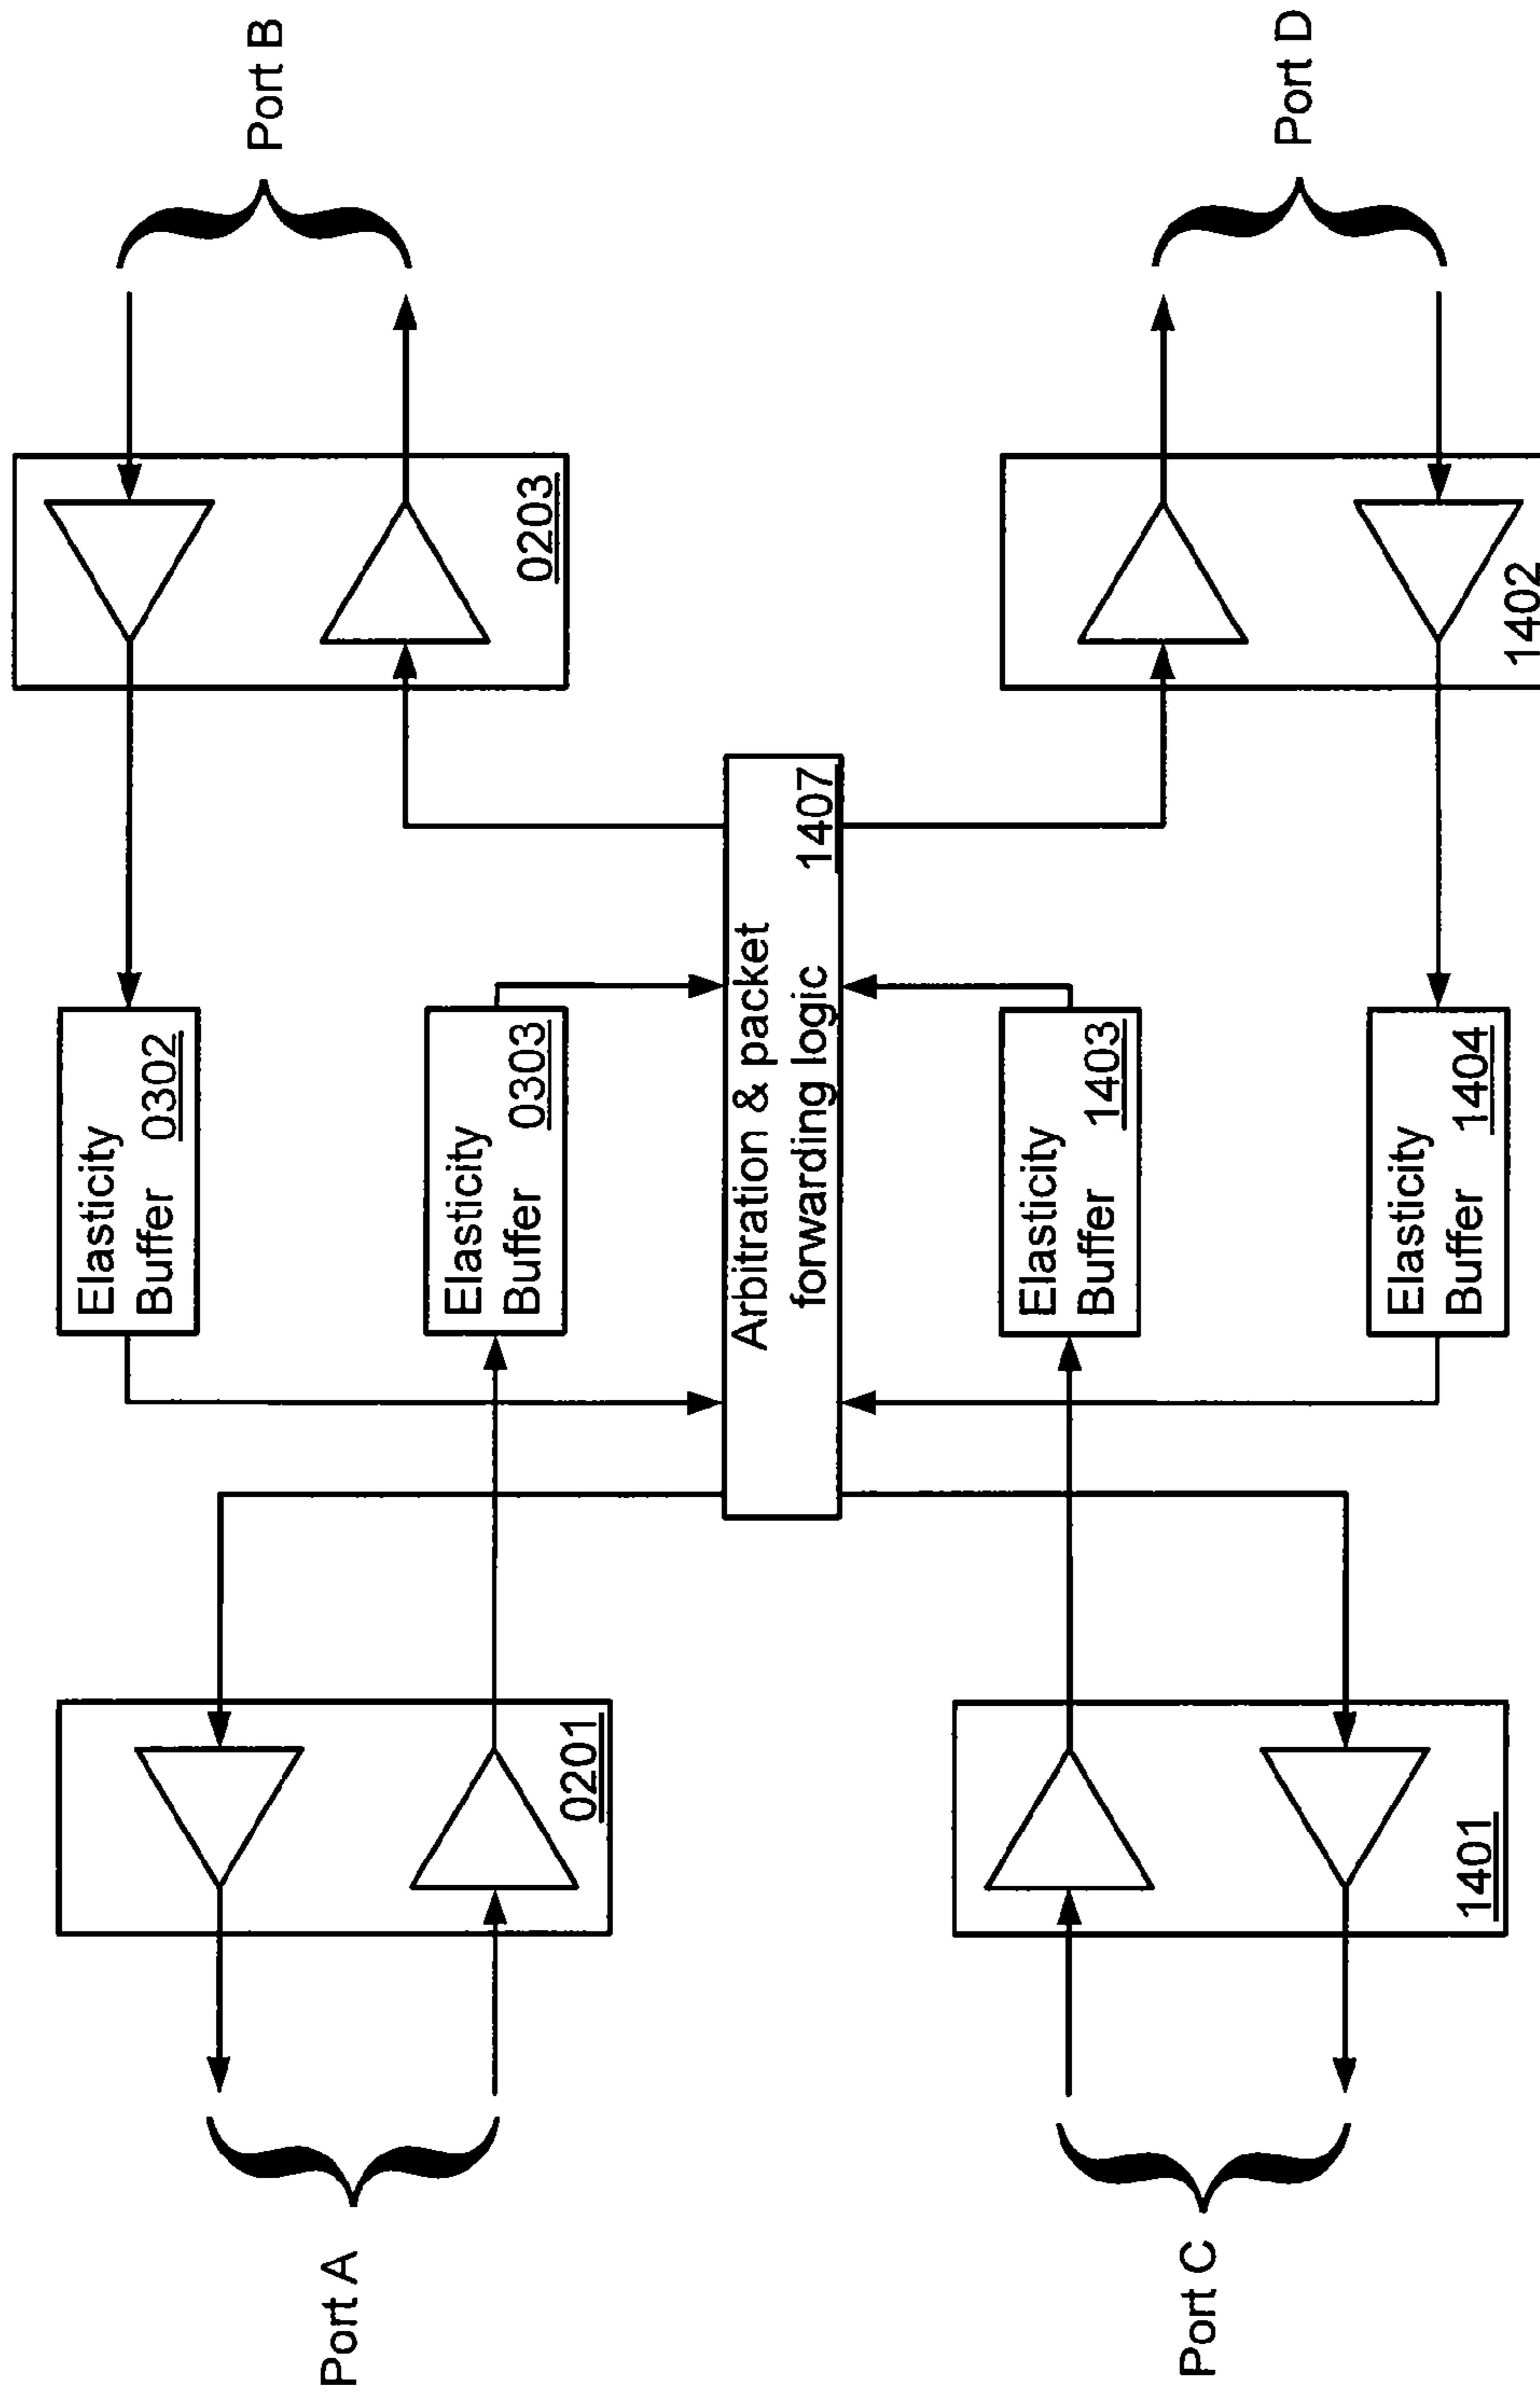 Port A
Port B
0201
Elasticity
Buffer 0302
0203
Elasticity
Buffer 0303
Arbitration & packet
forwarding logic 1407
Elasticity
Buffer 1403
Elasticity
Buffer 1404
1401
1402
Port C
Port D